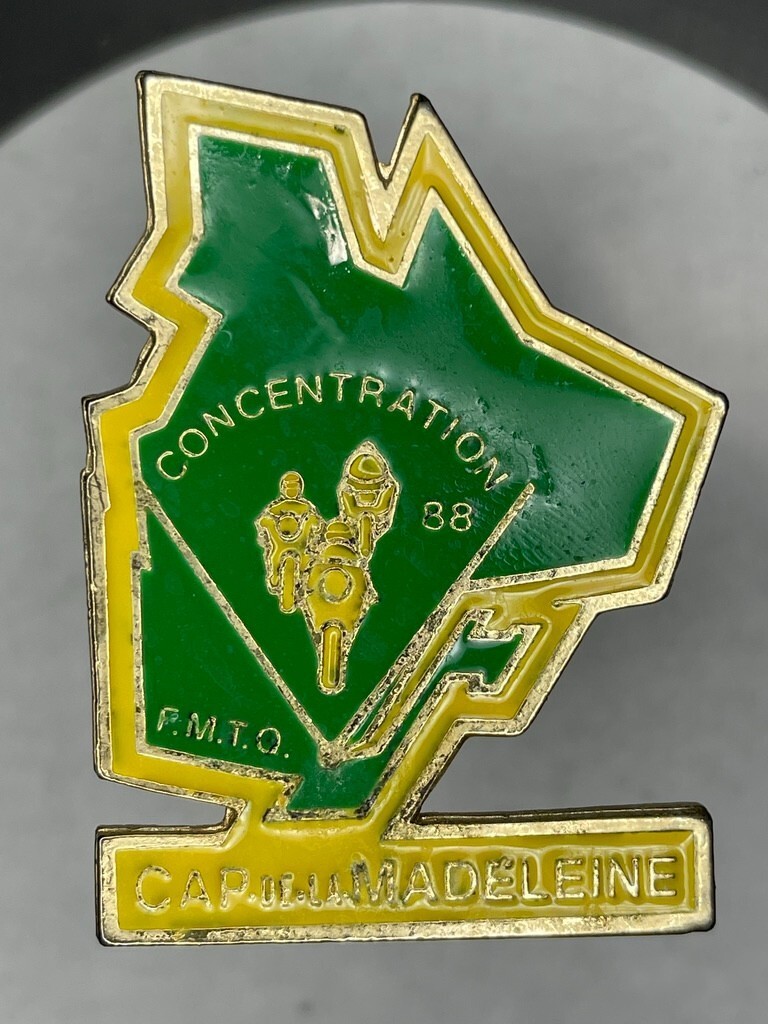 CONCENTRATION
88
F.M.T.Q.
CAP·DE·LA·MADELEINE